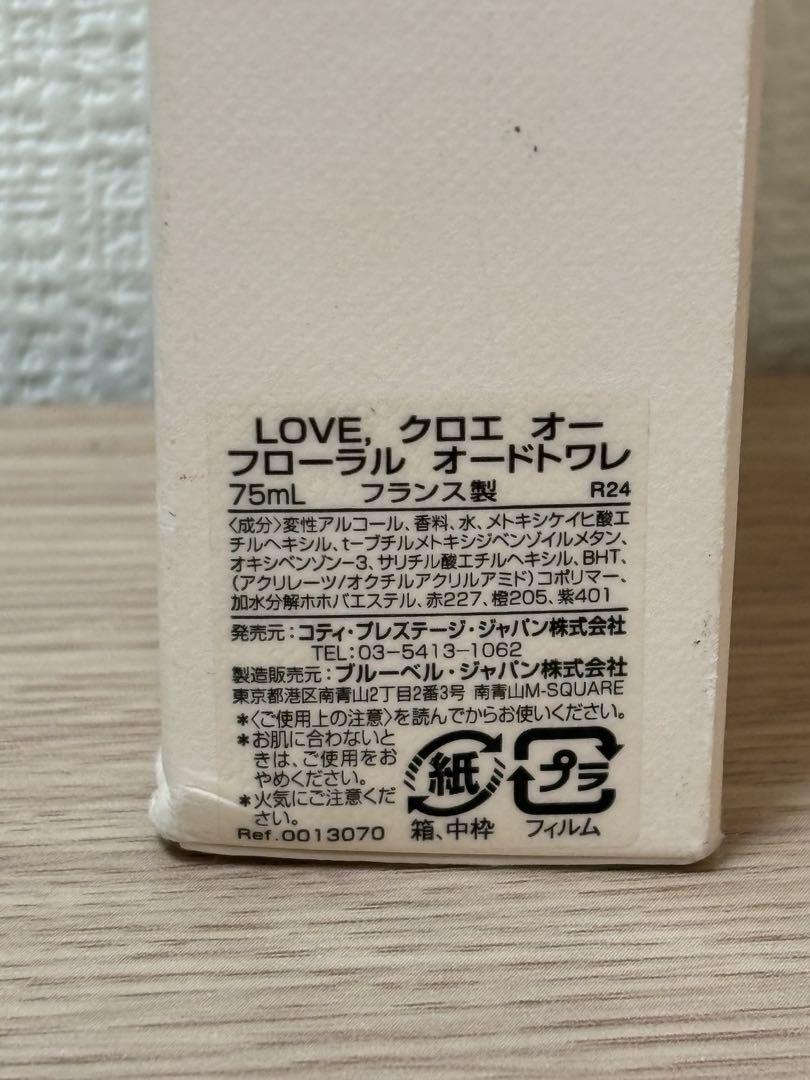 LOVE, クロエ オー
フローラル オードトワレ
75mL フランス製 R24
〈成分〉変性アルコール、香料、水、メトキシケイヒ酸エ
チルヘキシル、t-ブチルメトキシジベンゾイルメタン、
オキシベンゾン-3、サリチル酸エチルヘキシル、BHT、
(アクリレーツ/オクチルアクリルアミド)コポリマー、
加水分解ホホバエステル、赤227、橙205、紫401
発売元:コティ・プレステージ・ジャパン株式会社
TEL:03-5413-1062
製造販売元:ブルーベル・ジャパン株式会社
東京都港区南青山2丁目2番3号 南青山M-SQUARE
*〈ご使用上の注意〉を読んでからお使いください。
*お肌に合わないと
きは、ご使用をお
やめください。
*火気にご注意くだ
さい。
Ref.0013070
紙
箱、中枠
プラ
フィルム